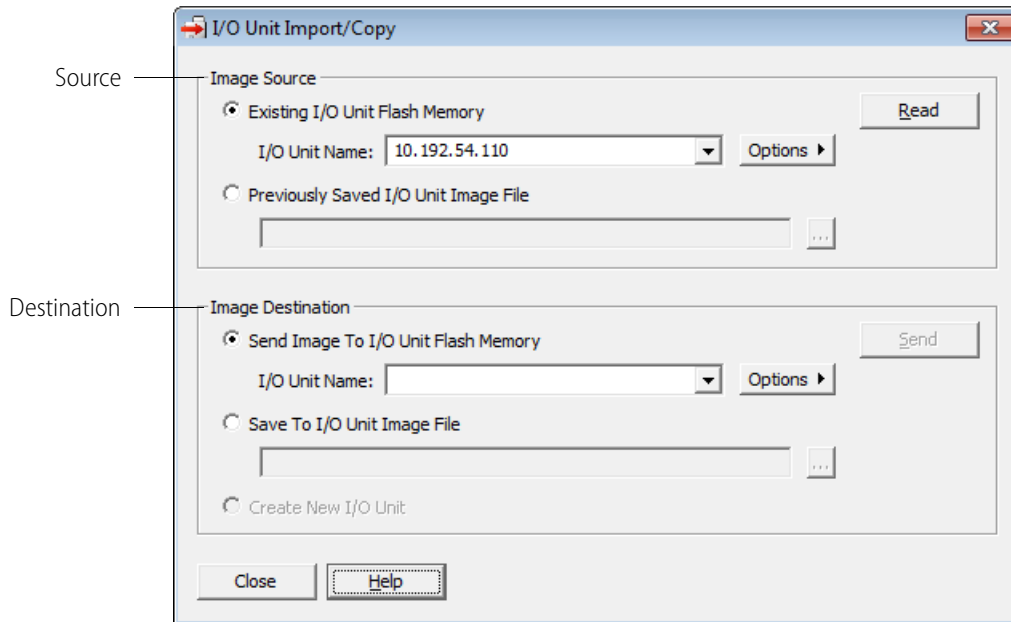 I/O Unit Import/Copy
Source
Image Source
Existing I/O Unit Flash Memory
Read
I/O Unit Name: 10.192.54.110 Options
Previously Saved I/O Unit Image File
...
Destination
Image Destination
Send Image To I/O Unit Flash Memory
Send
I/O Unit Name: Options
Save To I/O Unit Image File
...
Create New I/O Unit
Close Help